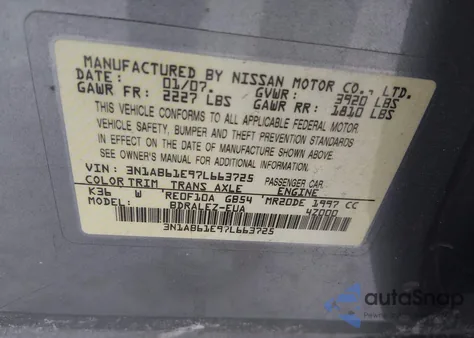 MANUFACTURED BY NISSAN MOTOR CO., LTD.
DATE: 01/07. GVWR: 3920 LBS
GAWR FR: 2227 LBS GAWR RR: 1810 LBS
THIS VEHICLE CONFORMS TO ALL APPLICABLE FEDERAL MOTOR
VEHICLE SAFETY, BUMPER AND THEFT PREVENTION STANDARDS
IN EFFECT ON THE DATE OF MANUFACTURE SHOWN ABOVE.
SEE OWNER'S MANUAL FOR ADDITIONAL INFORMATION.
VIN: 3N1AB61E97L663725 PASSENGER CAR
COLOR TRIM TRANS AXLE ENGINE
K36 W RE0F10A GB54 MR20DE 1997 CC
MODEL: BDRALEZ-EUA 47000
3N1AB61E97L663725
autoSnap